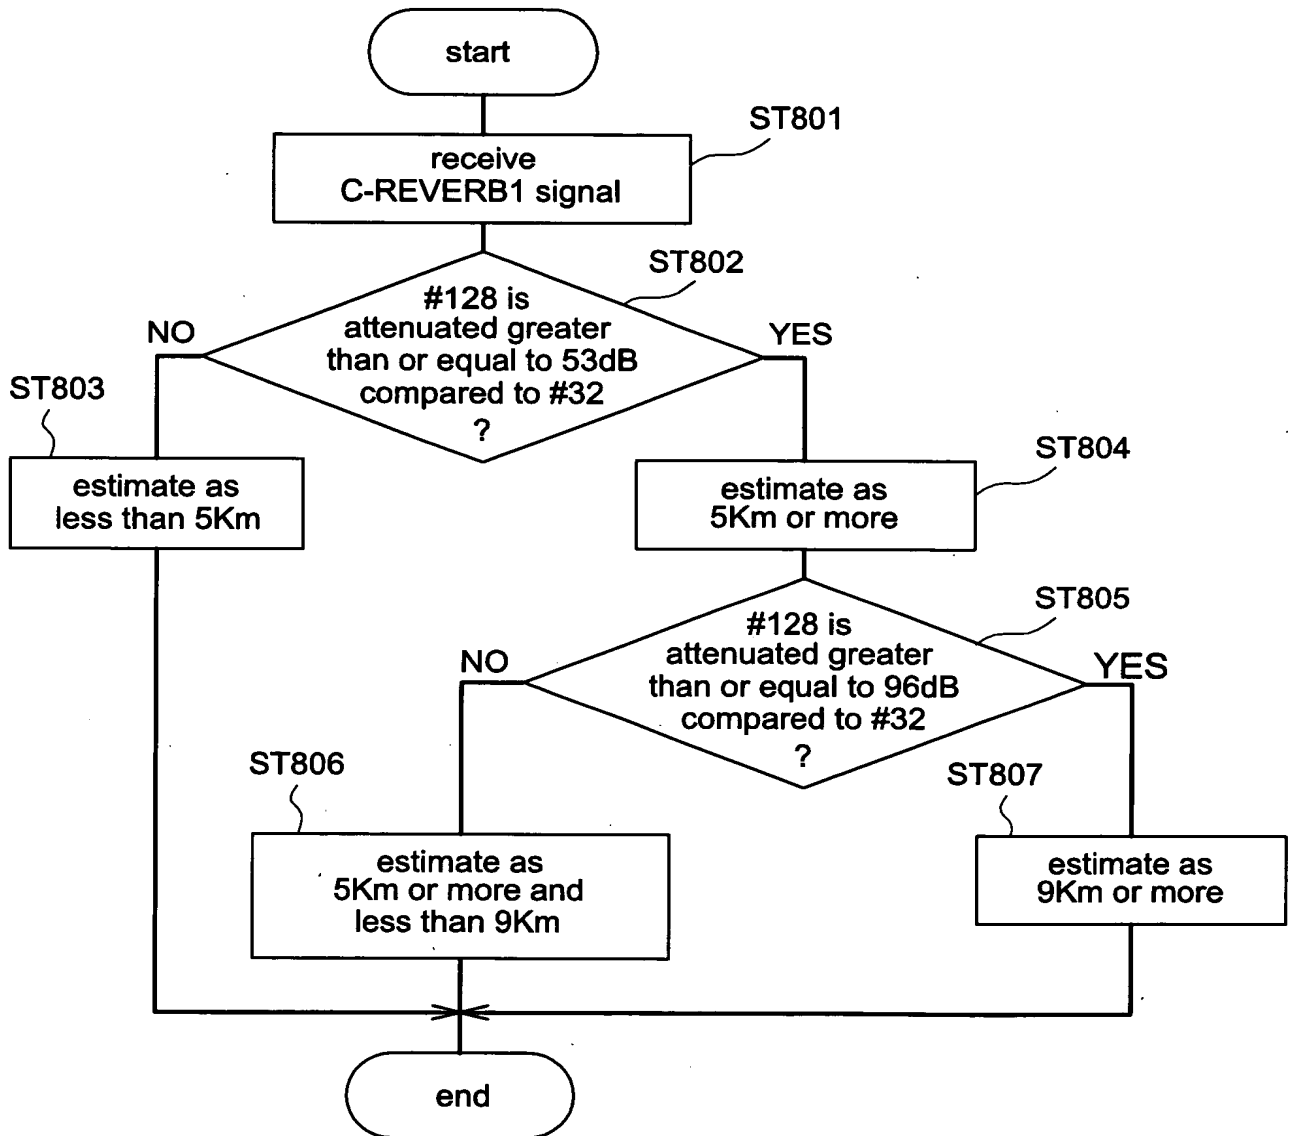 start
ST801
receive
C-REVERB1 signal
ST802
#128 is
attenuated greater
than or equal to 53dB
compared to #32
?
NO
YES
ST803
estimate as
less than 5Km
ST804
estimate as
5Km or more
ST805
#128 is
attenuated greater
than or equal to 96dB
compared to #32
?
NO
YES
ST806
estimate as
5Km or more and
less than 9Km
ST807
estimate as
9Km or more
end